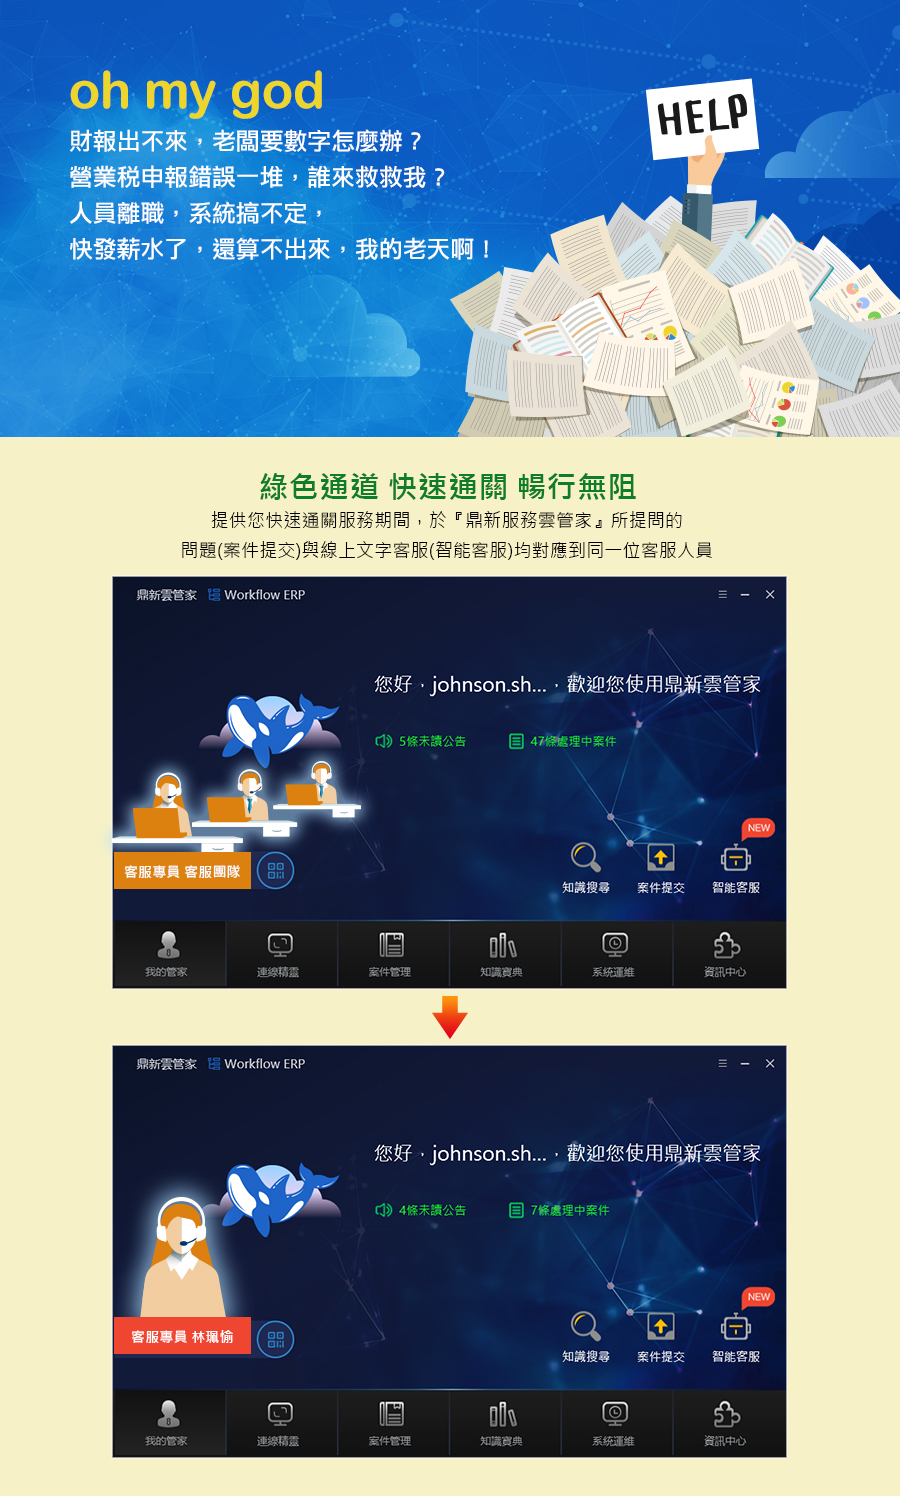 oh my god
財報出不來，老闆要數字怎麼辦？
營業稅申報錯誤一堆，誰來救救我？
人員離職，系統搞不定，
快發薪水了，還算不出來，我的老天啊！
HELP
綠色通道 快速通關 暢行無阻
提供您快速通關服務期間，於『鼎新服務雲管家』所提問的
問題(案件提交)與線上文字客服(智能客服)均對應到同一位客服人員
鼎新雲管家 Workflow ERP
您好，johnson.sh...，歡迎您使用鼎新雲管家
5條未讀公告 47條處理中案件
NEW
客服專員 客服團隊
知識搜尋 案件提交 智能客服
我的管家 連線精靈 案件管理 知識寶典 系統運維 資訊中心
鼎新雲管家 Workflow ERP
您好，johnson.sh...，歡迎您使用鼎新雲管家
4條未讀公告 7條處理中案件
NEW
客服專員 林珮愉
知識搜尋 案件提交 智能客服
我的管家 連線精靈 案件管理 知識寶典 系統運維 資訊中心